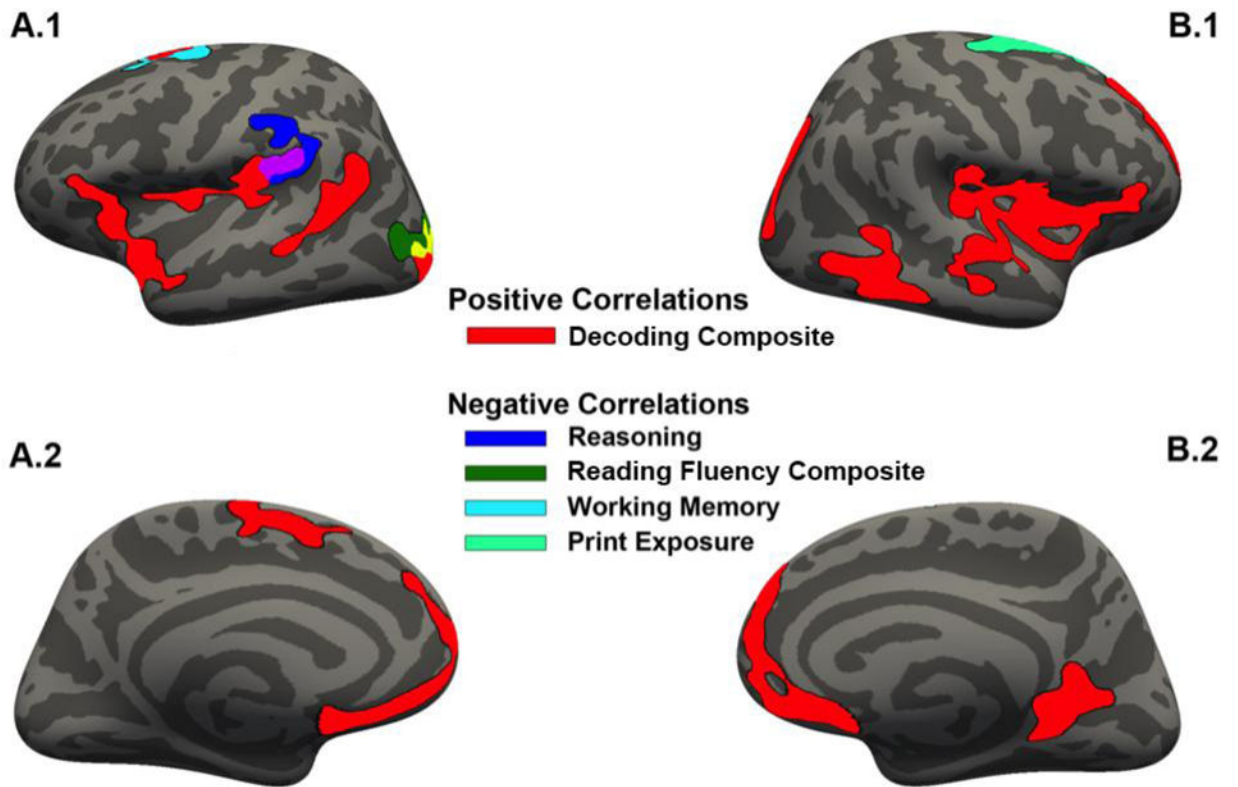 A.1
B.1
Positive Correlations
Decoding Composite
Negative Correlations
Reasoning
A.2
B.2
Reading Fluency Composite
Working Memory
Print Exposure